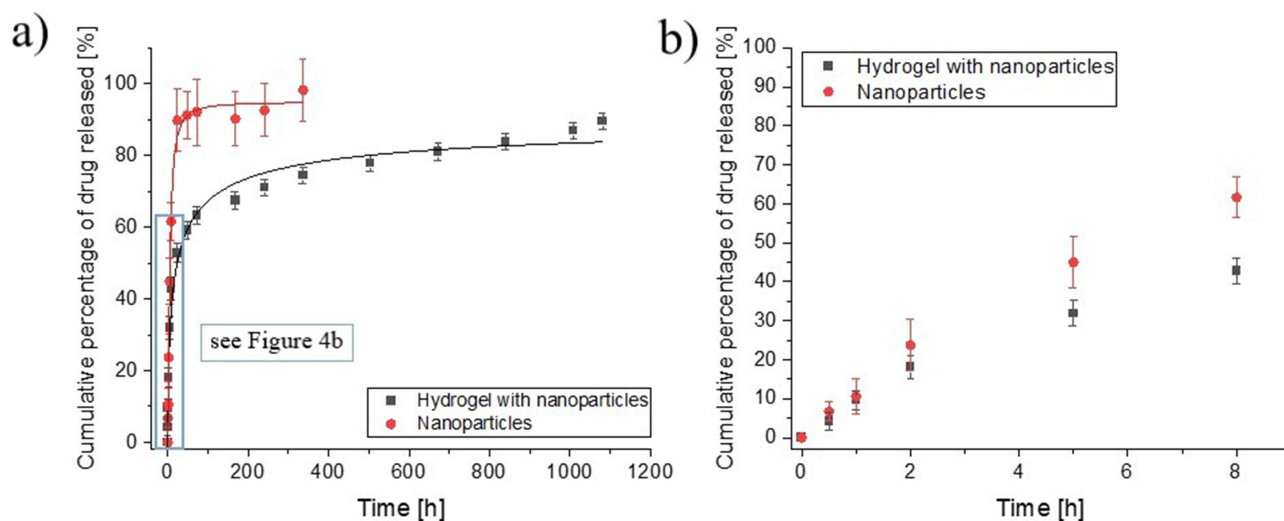 a)
Cumulative percentage of drug released [%]
100
80
60
40
20
0
see Figure 4b
Hydrogel with nanoparticles
Nanoparticles
0 200 400 600 800 1000 1200
Time [h]
b)
Cumulative percentage of drug released [%]
100
90
80
70
60
50
40
30
20
10
0
Hydrogel with nanoparticles
Nanoparticles
0 2 4 6 8
Time [h]